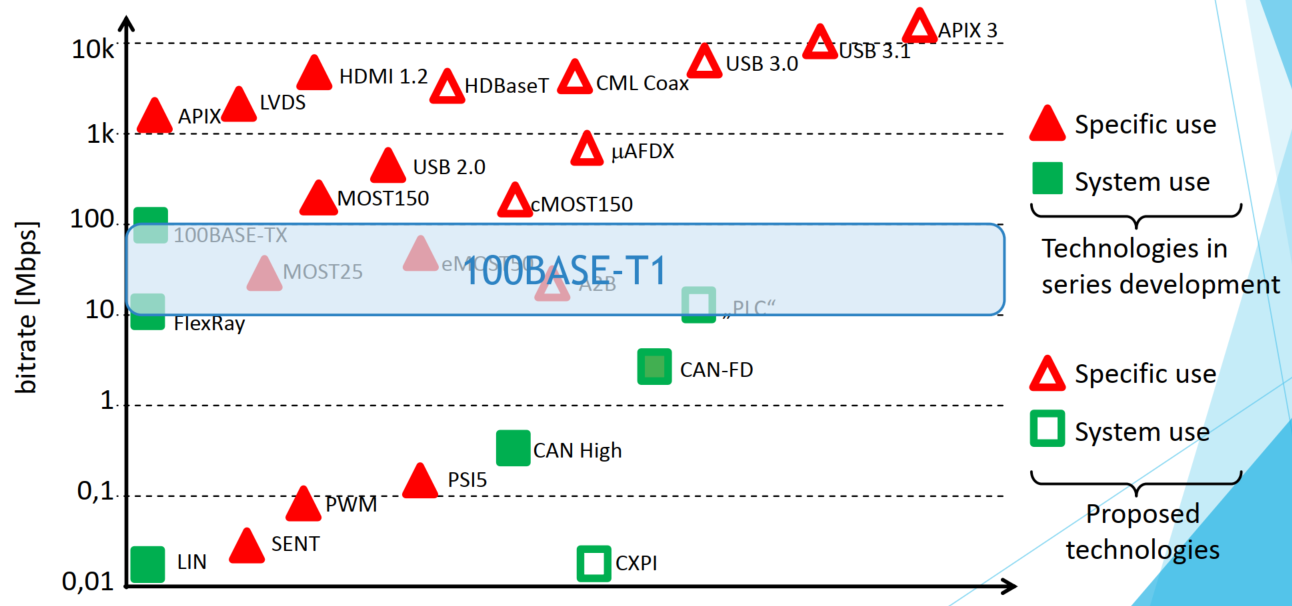 bitrate [Mbps]
10k
1k
100
10
1
0,1
0,01
APIX 3
USB 3.1
USB 3.0
HDMI 1.2
HDBaseT
CML Coax
LVDS
APIX
µAFDX
USB 2.0
MOST150
cMOST150
100BASE-TX
MOST25
eMOST50
100BASE-T1
A2B
„PLC“
FlexRay
CAN-FD
CAN High
PSI5
PWM
SENT
LIN
CXPI
Specific use
System use
Technologies in
series development
Specific use
System use
Proposed
technologies